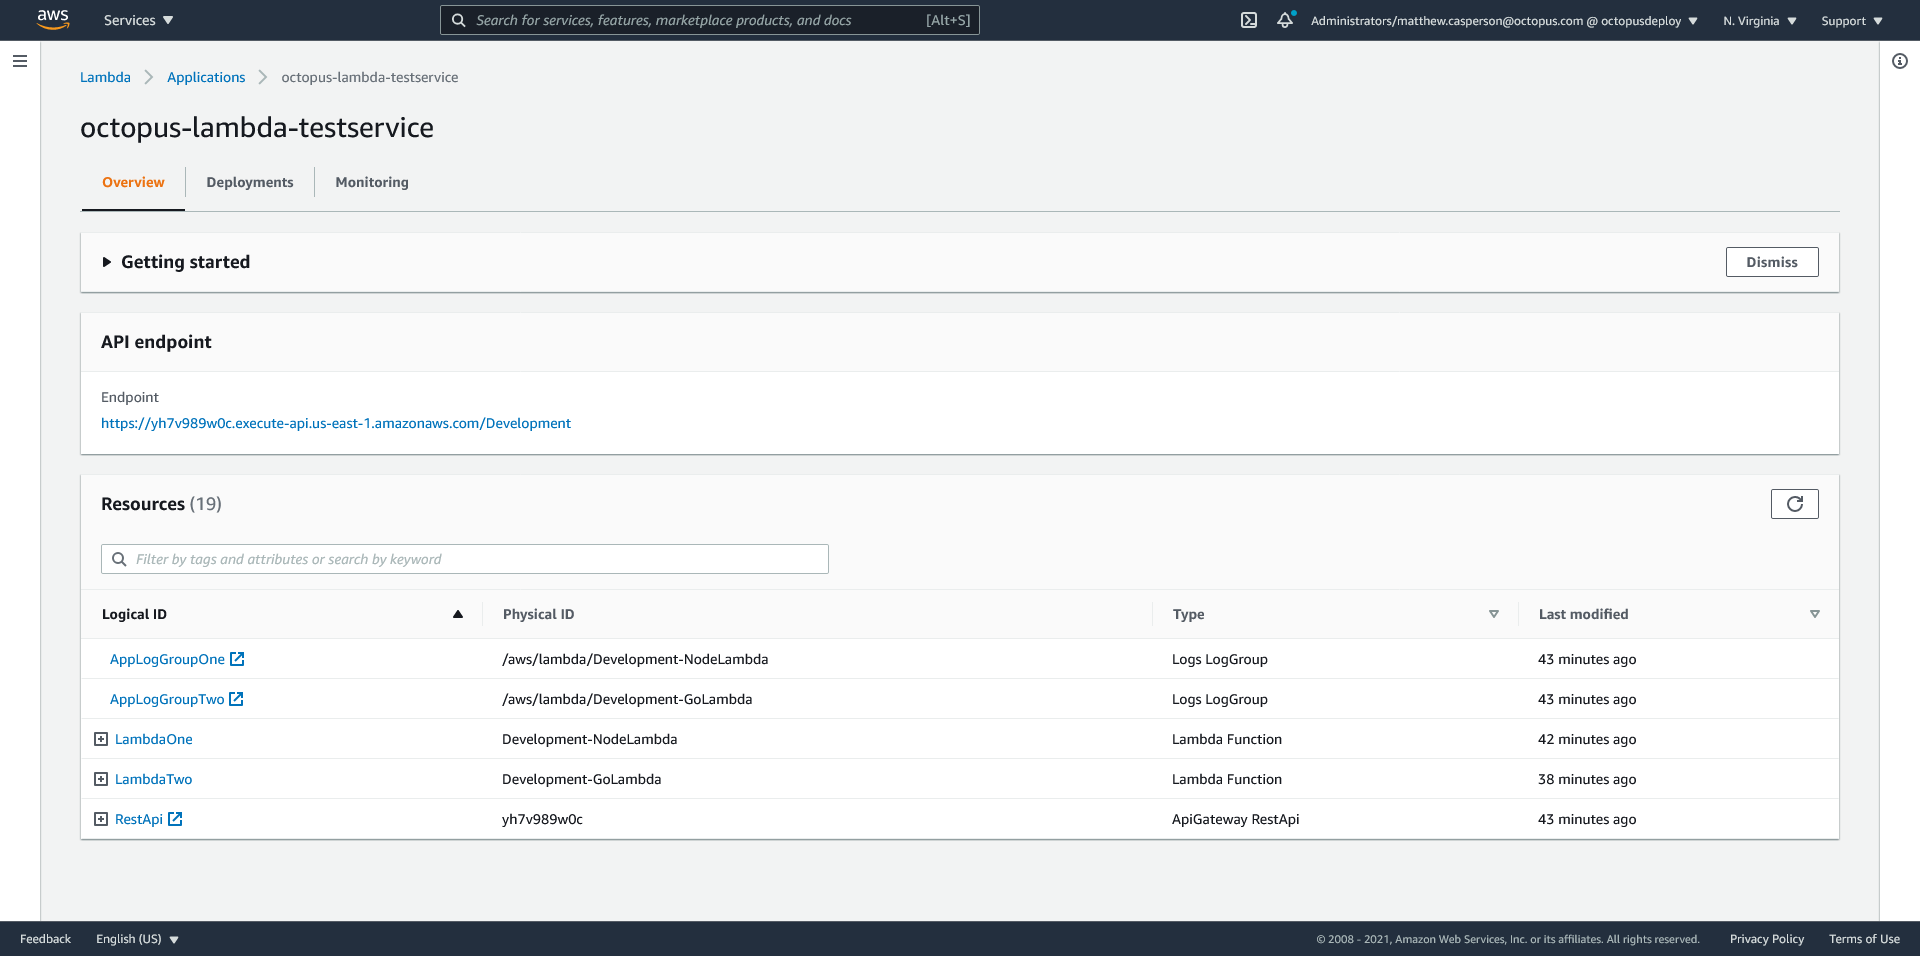 aws Services Search for services, features, marketplace products, and docs [Alt+S] Administrators/matthew.casperson@octopus.com @ octopusdeploy N. Virginia Support
Lambda Applications octopus-lambda-testservice
octopus-lambda-testservice
Overview Deployments Monitoring
Getting started Dismiss
API endpoint
Endpoint
https://yh7v989w0c.execute-api.us-east-1.amazonaws.com/Development
Resources (19)
Filter by tags and attributes or search by keyword
Logical ID Physical ID Type Last modified
AppLogGroupOne /aws/lambda/Development-NodeLambda Logs LogGroup 43 minutes ago
AppLogGroupTwo /aws/lambda/Development-GoLambda Logs LogGroup 43 minutes ago
LambdaOne Development-NodeLambda Lambda Function 42 minutes ago
LambdaTwo Development-GoLambda Lambda Function 38 minutes ago
RestApi yh7v989w0c ApiGateway RestApi 43 minutes ago
Feedback English (US) © 2008 - 2021, Amazon Web Services, Inc. or its affiliates. All rights reserved. Privacy Policy Terms of Use